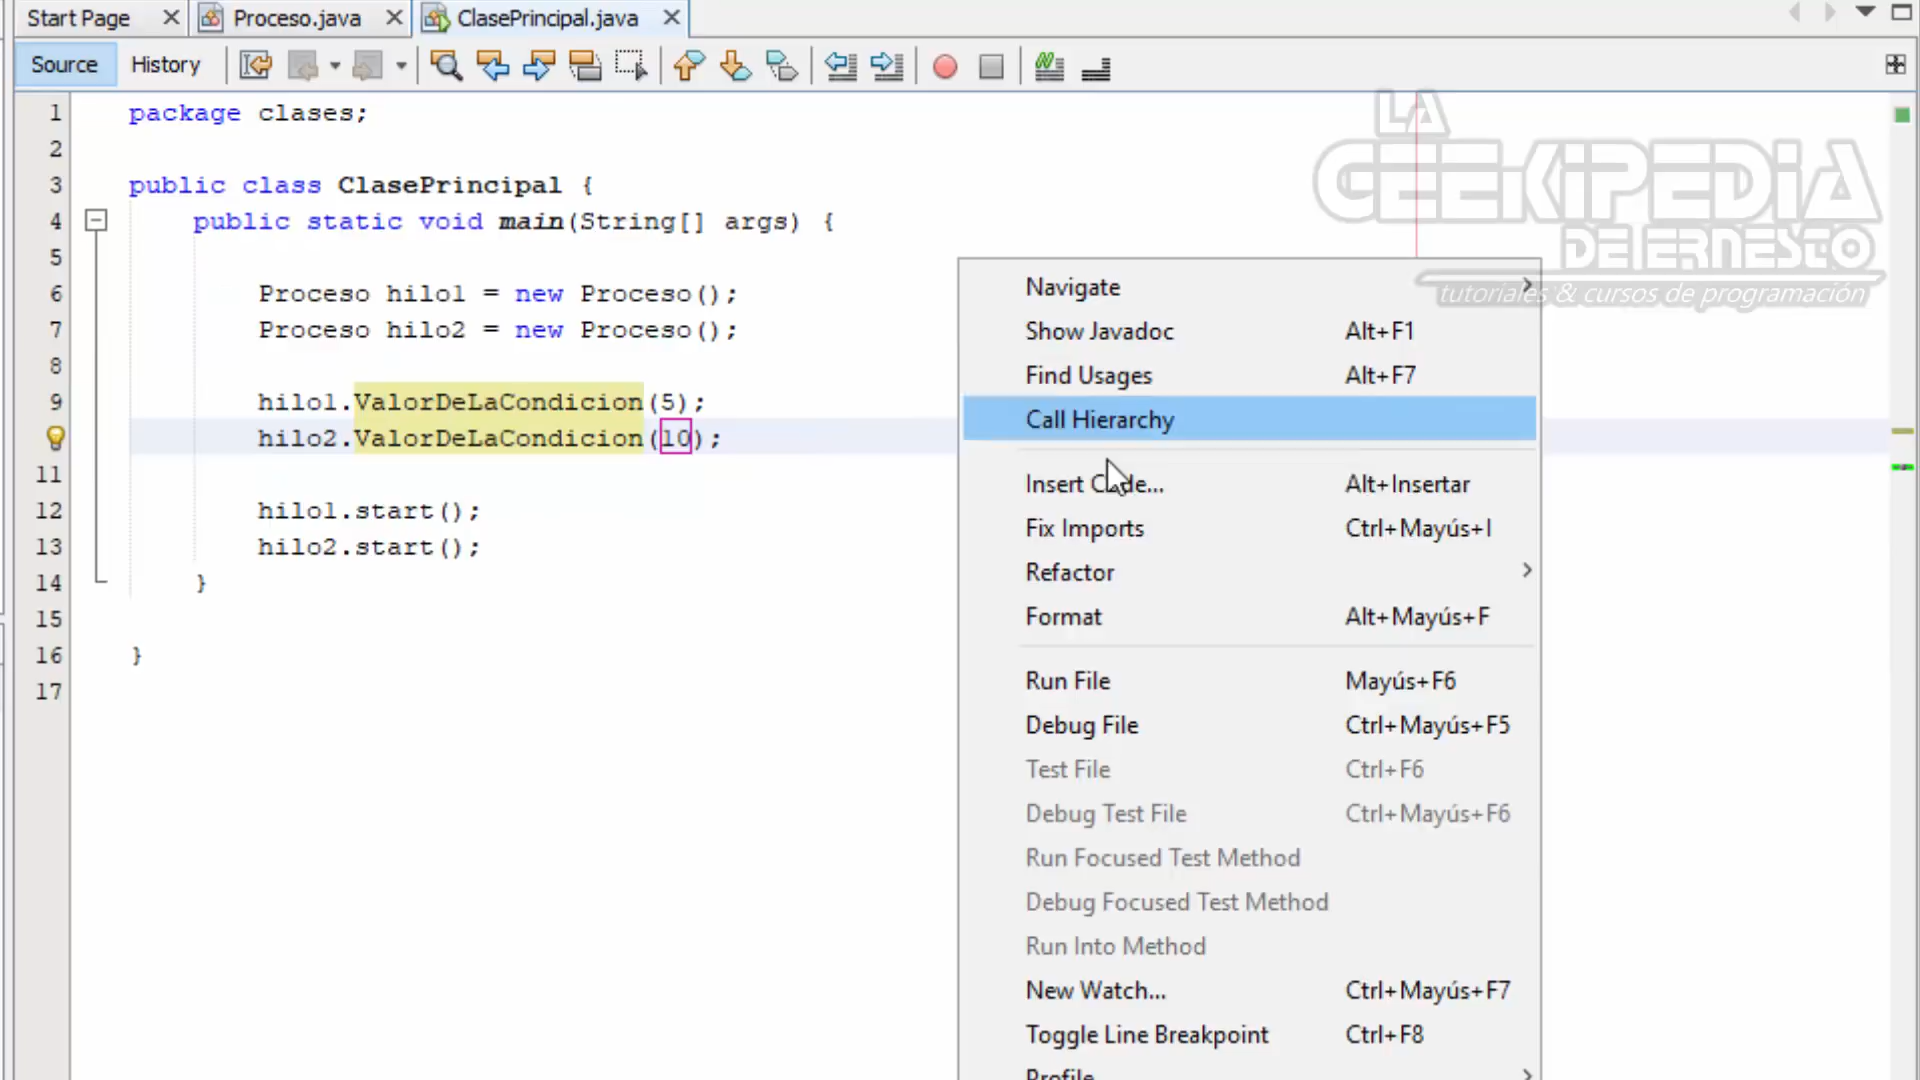 Start Page
Proceso.java
ClasePrincipal.java
Source
History
LA
GEEKIPEDIA
DE ERNESTO
tutoriales & cursos de programación
1 package clases;
2
3 public class ClasePrincipal {
4 public static void main(String[] args) {
5
6 Proceso hilo1 = new Proceso();
7 Proceso hilo2 = new Proceso();
8
9 hilo1.ValorDeLaCondicion(5);
hilo2.ValorDeLaCondicion(10);
11
12 hilo1.start();
13 hilo2.start();
14 }
15
16 }
17
Navigate
Show Javadoc Alt+F1
Find Usages Alt+F7
Call Hierarchy
Insert Code... Alt+Insertar
Fix Imports Ctrl+Mayús+I
Refactor
Format Alt+Mayús+F
Run File Mayús+F6
Debug File Ctrl+Mayús+F5
Test File Ctrl+F6
Debug Test File Ctrl+Mayús+F6
Run Focused Test Method
Debug Focused Test Method
Run Into Method
New Watch... Ctrl+Mayús+F7
Toggle Line Breakpoint Ctrl+F8
Profile